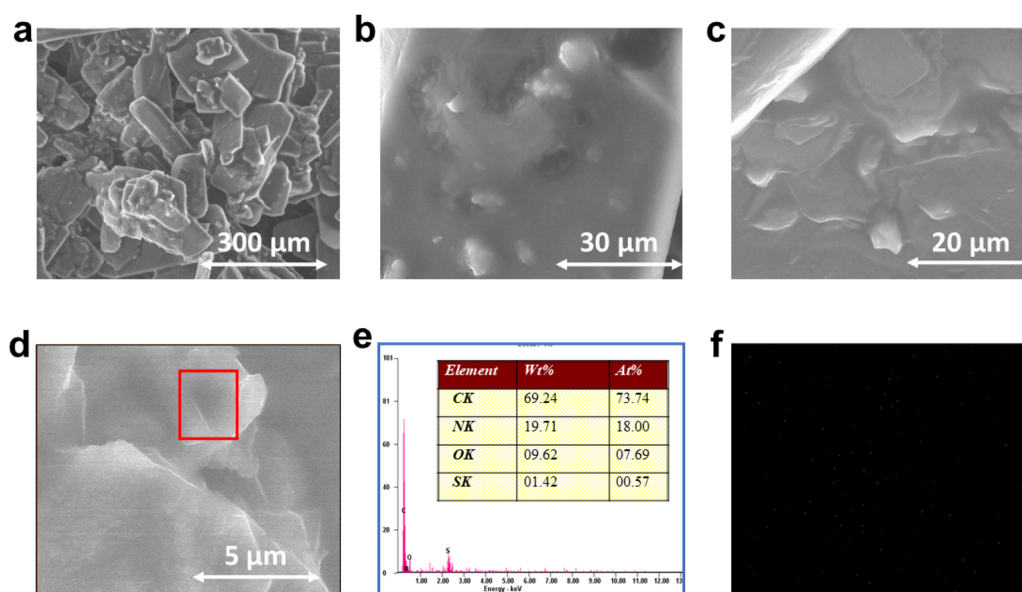 a
b
c
300 μm
30 μm
20 μm
d
e
f
5 μm
101
81
60
40
20
0
Element Wt% At%
CK 69.24 73.74
NK 19.71 18.00
OK 09.62 07.69
SK 01.42 00.57
C
O
S
1.00 2.00 3.00 4.00 5.00 6.00 7.00 8.00 9.00 10.00 11.00 12.00
Energy - keV